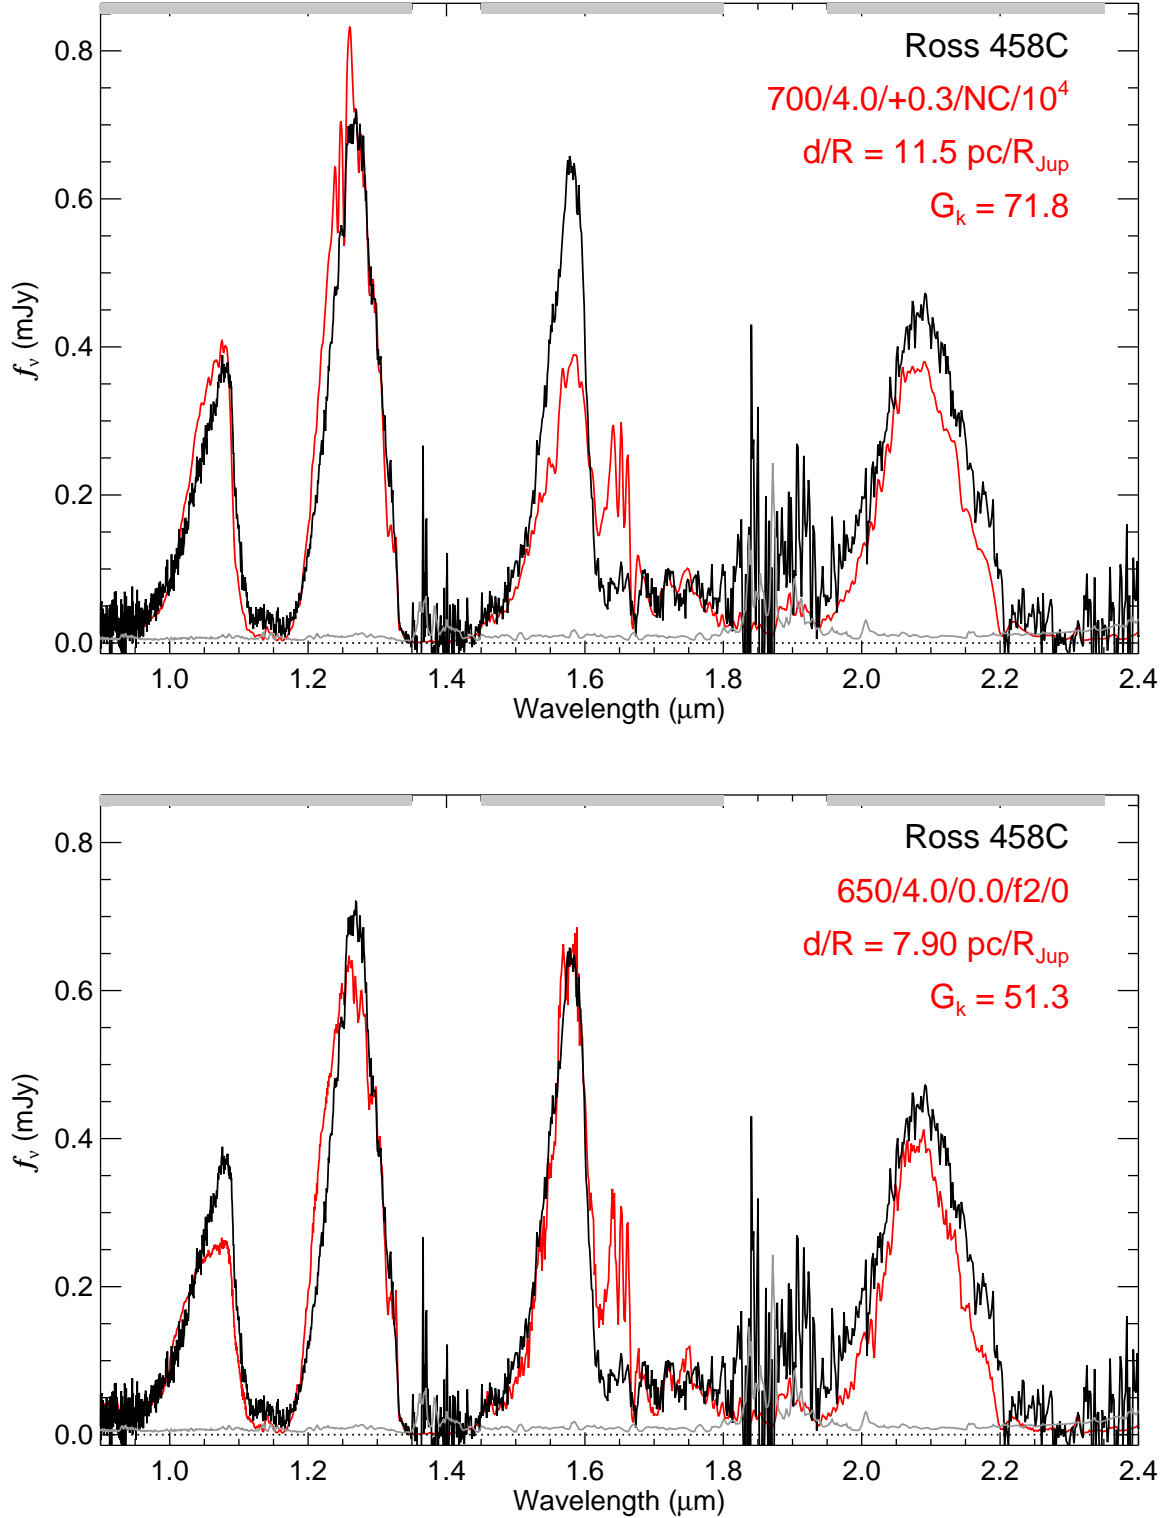 Ross 458C
700/4.0/+0.3/NC/10⁴
d/R = 11.5 pc/R_Jup
G_k = 71.8
0.8
0.6
0.4
0.2
0.0
f_ν (mJy)
1.0 1.2 1.4 1.6 1.8 2.0 2.2 2.4
Wavelength (μm)
Ross 458C
650/4.0/0.0/f2/0
d/R = 7.90 pc/R_Jup
G_k = 51.3
0.8
0.6
0.4
0.2
0.0
f_ν (mJy)
1.0 1.2 1.4 1.6 1.8 2.0 2.2 2.4
Wavelength (μm)